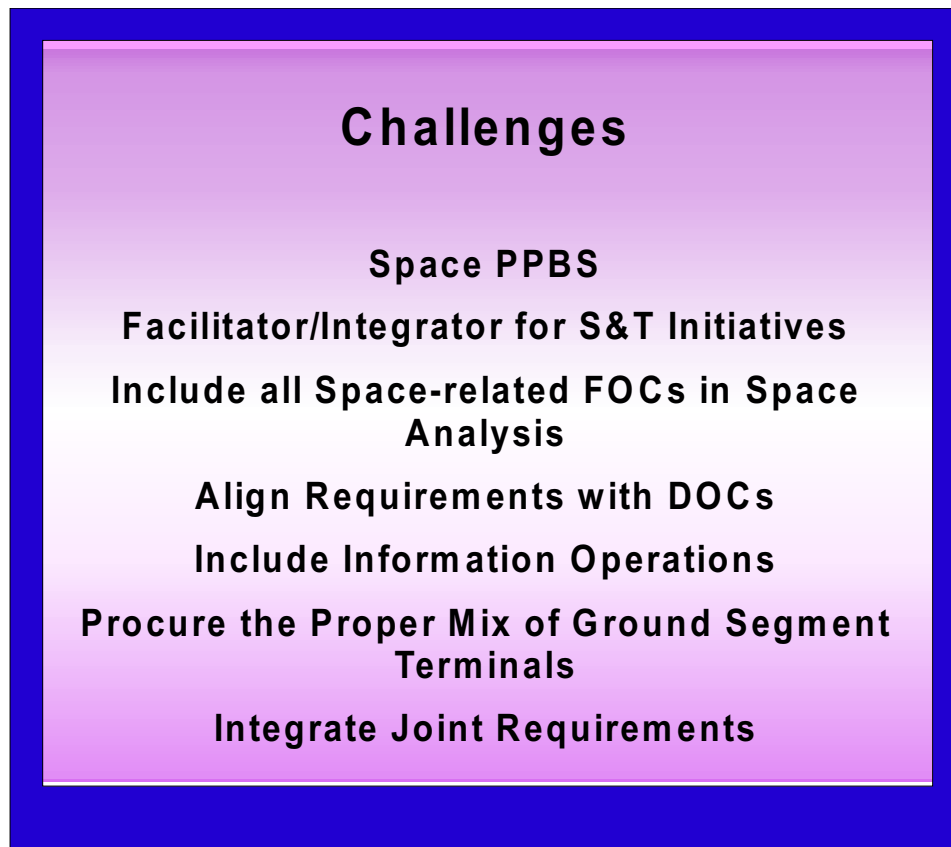 Challenges
Space PPBS
Facilitator/Integrator for S&T Initiatives
Include all Space-related FOCs in Space
Analysis
Align Requirements with DOCs
Include Information Operations
Procure the Proper Mix of Ground Segment
Terminals
Integrate Joint Requirements